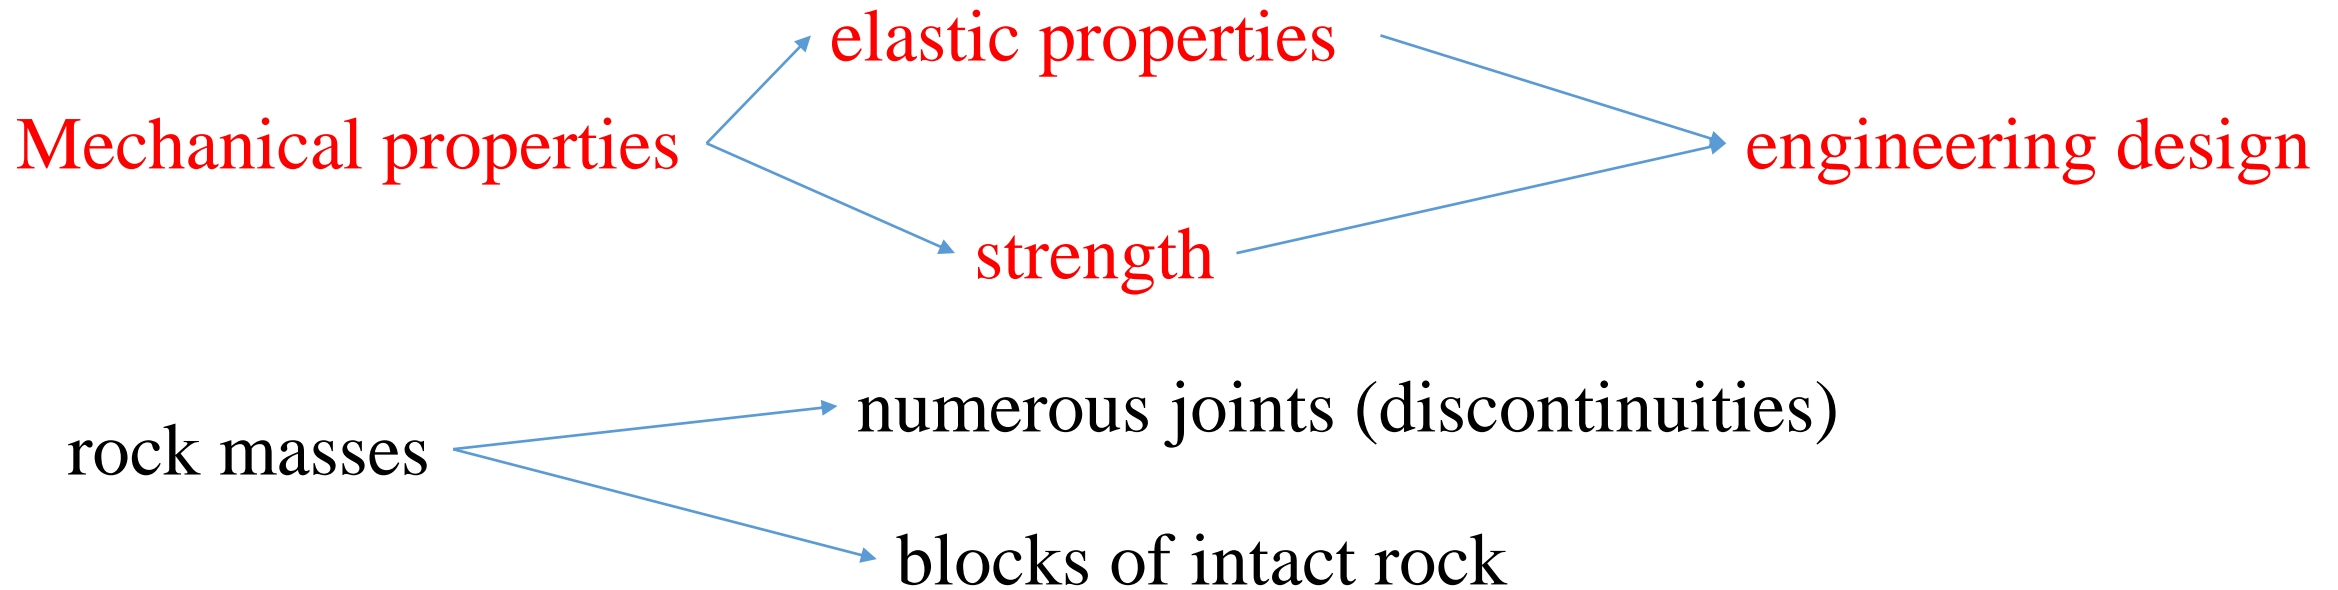 elastic properties
Mechanical properties
engineering design
strength
numerous joints (discontinuities)
rock masses
blocks of intact rock